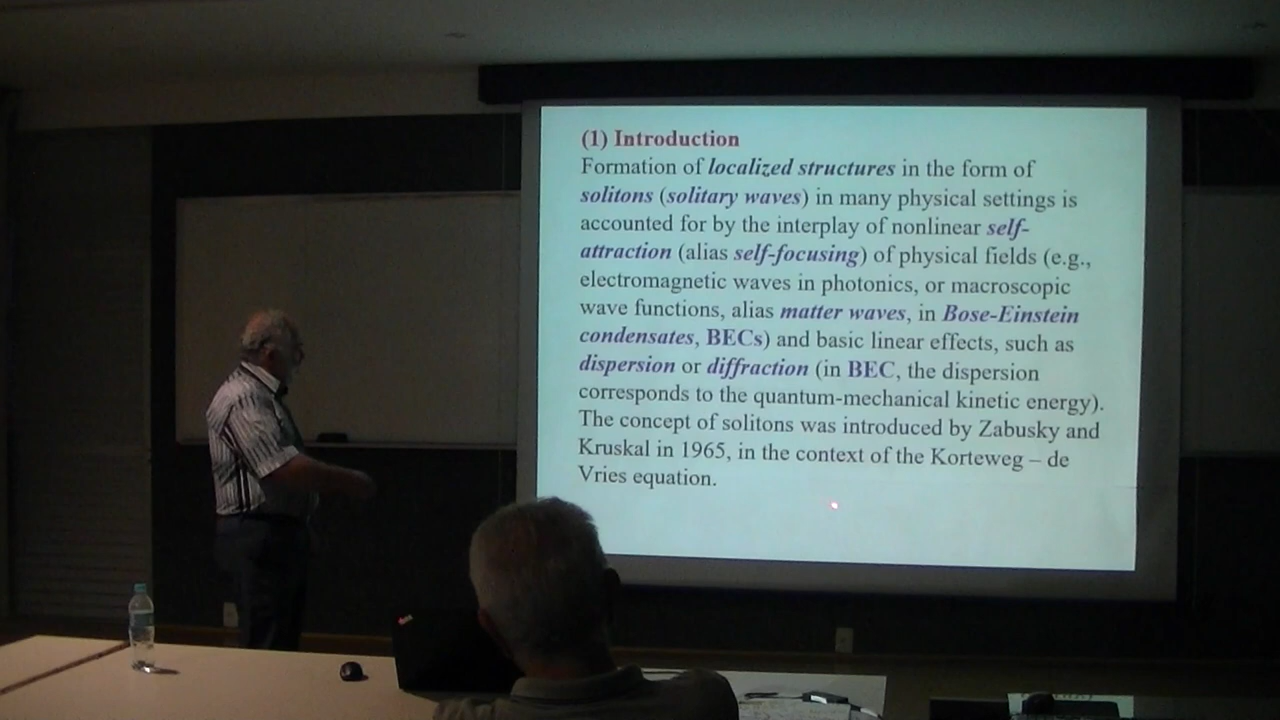 (1) Introduction
Formation of localized structures in the form of
solitons (solitary waves) in many physical settings is
accounted for by the interplay of nonlinear self-
attraction (alias self-focusing) of physical fields (e.g.,
electromagnetic waves in photonics, or macroscopic
wave functions, alias matter waves, in Bose-Einstein
condensates, BECs) and basic linear effects, such as
dispersion or diffraction (in BEC, the dispersion
corresponds to the quantum-mechanical kinetic energy).
The concept of solitons was introduced by Zabusky and
Kruskal in 1965, in the context of the Korteweg – de
Vries equation.